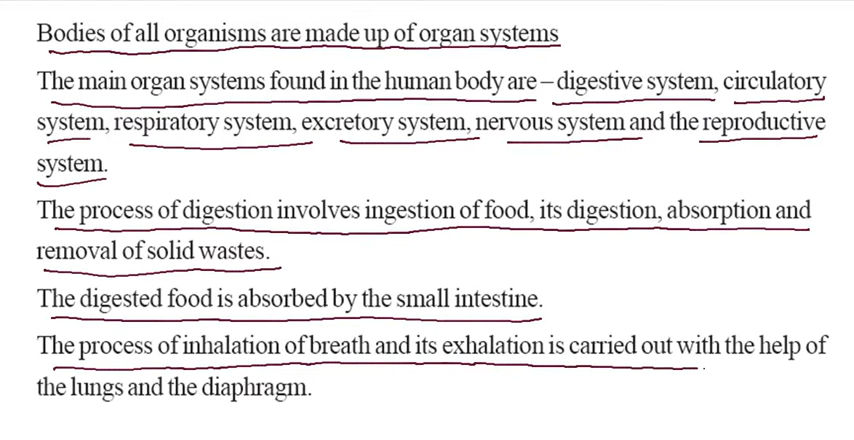 Bodies of all organisms are made up of organ systems
The main organ systems found in the human body are – digestive system, circulatory
system, respiratory system, excretory system, nervous system and the reproductive
system.
The process of digestion involves ingestion of food, its digestion, absorption and
removal of solid wastes.
The digested food is absorbed by the small intestine.
The process of inhalation of breath and its exhalation is carried out with the help of
the lungs and the diaphragm.